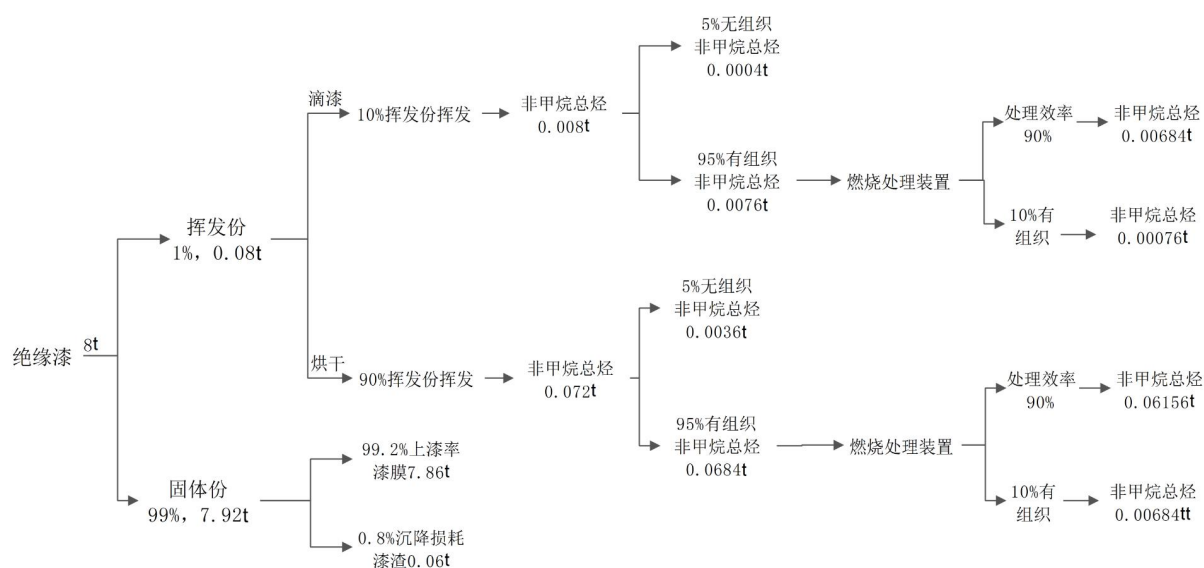 绝缘漆
8t
挥发份
1%, 0.08t
滴漆
10%挥发份挥发
非甲烷总烃
0.008t
5%无组织
非甲烷总烃
0.0004t
95%有组织
非甲烷总烃
0.0076t
燃烧处理装置
处理效率
90%
非甲烷总烃
0.00684t
10%有
组织
非甲烷总烃
0.00076t
烘干
90%挥发份挥发
非甲烷总烃
0.072t
5%无组织
非甲烷总烃
0.0036t
95%有组织
非甲烷总烃
0.0684t
燃烧处理装置
处理效率
90%
非甲烷总烃
0.06156t
10%有
组织
非甲烷总烃
0.00684tt
固体份
99%, 7.92t
99.2%上漆率
漆膜7.86t
0.8%沉降损耗
漆渣0.06t